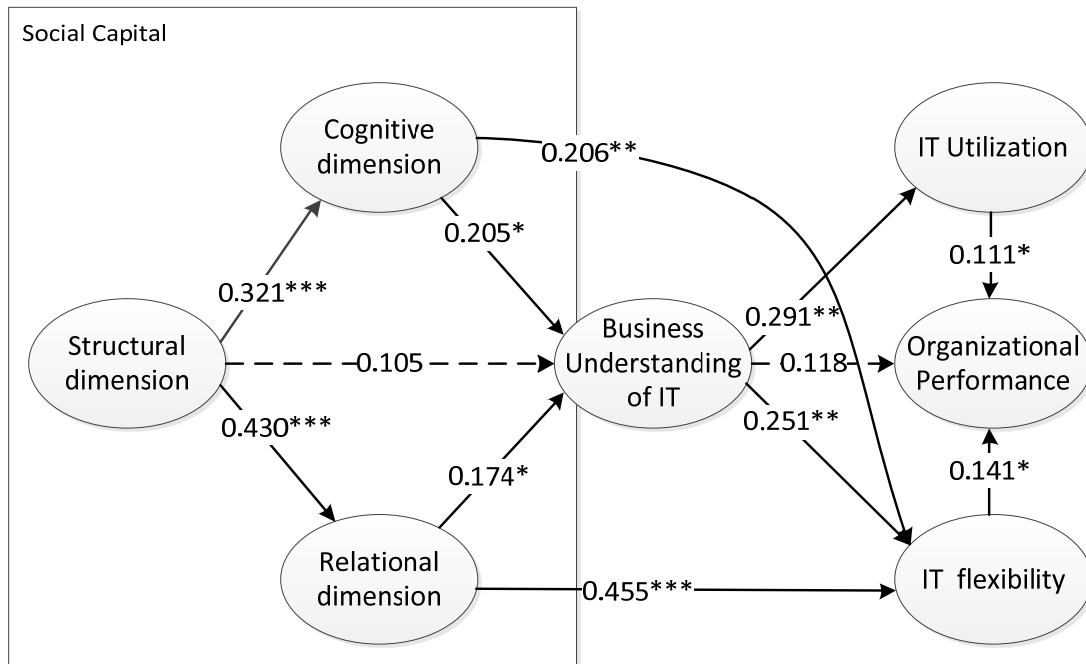 Social Capital
Cognitive
dimension
0.206**
IT Utilization
0.205*
0.111*
0.321***
0.291**
Structural
dimension
0.105
Business
Understanding
of IT
0.118
Organizational
Performance
0.430***
0.251**
0.174*
0.141*
Relational
dimension
0.455***
IT flexibility